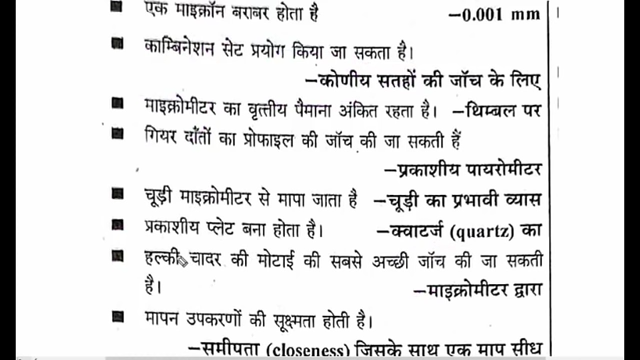 एक माइक्रॉन बराबर होता है –0.001 mm
काम्बिनेशन सेट प्रयोग किया जा सकता है।
–कोणीय सतहों की जाँच के लिए
माइक्रोमीटर का वृत्तीय पैमाना अंकित रहता है। –थिम्बल पर
गियर दाँतों का प्रोफाइल की जाँच की जा सकती हैं
–प्रकाशीय पायरोमीटर
चूड़ी माइक्रोमीटर से मापा जाता है –चूड़ी का प्रभावी व्यास
प्रकाशीय प्लेट बना होता है। –क्वाटर्ज (quartz) का
हल्की चादर की मोटाई की सबसे अच्छी जाँच की जा सकती
है। –माइक्रोमीटर द्वारा
मापन उपकरणों की सूक्ष्मता होती है।
–समीपता (closeness) जिसके साथ एक माप सीध